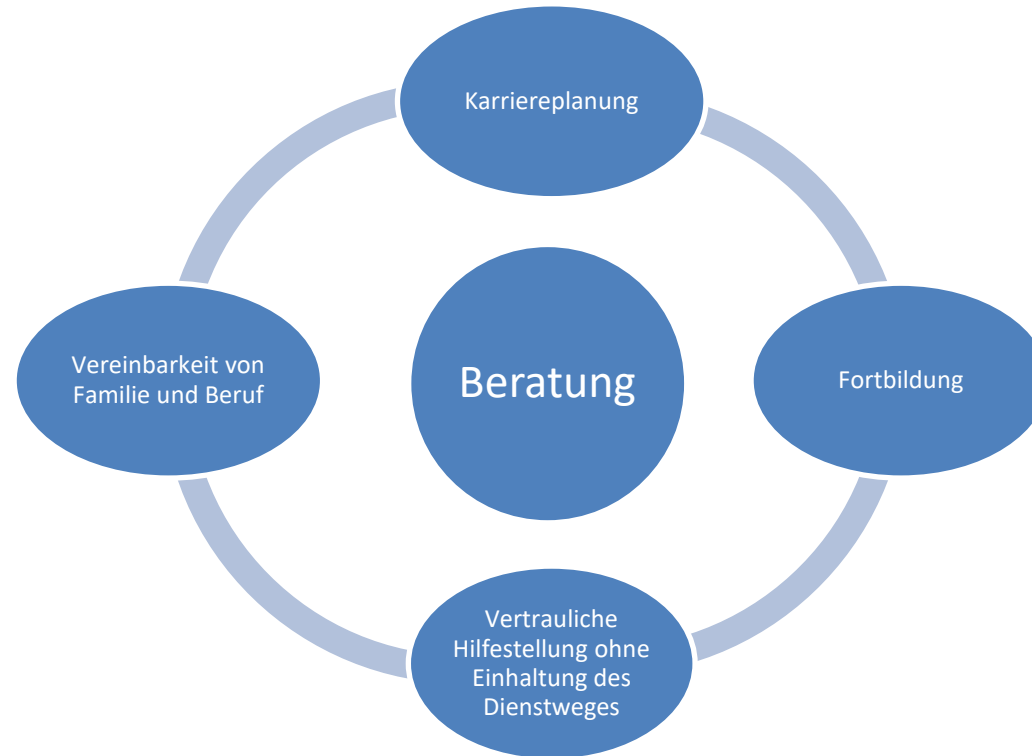 Karriereplanung
Vereinbarkeit von
Familie und Beruf
Beratung
Fortbildung
Vertrauliche
Hilfestellung ohne
Einhaltung des
Dienstweges